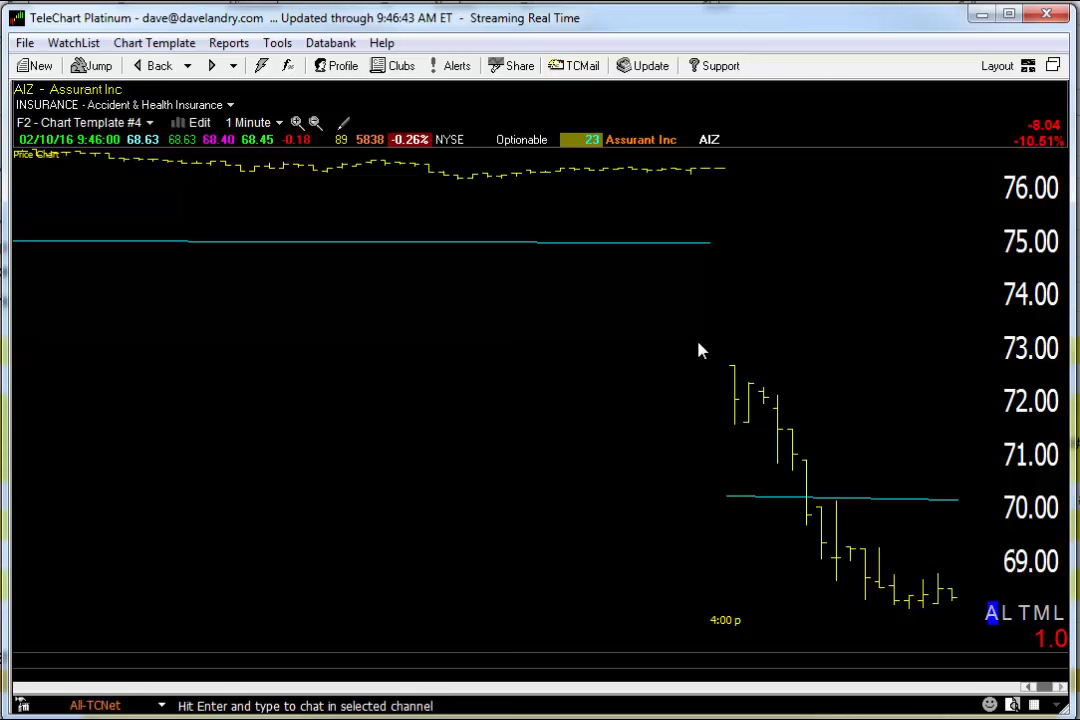 TeleChart Platinum - dave@davelandry.com ... Updated through 9:46:43 AM ET - Streaming Real Time
File WatchList Chart Template Reports Tools Databank Help
New Jump Back Profile Clubs Alerts Share TCMail Update Support Layout
AIZ - Assurant Inc
INSURANCE - Accident & Health Insurance
F2 - Chart Template #4 Edit 1 Minute
-8.04
02/10/16 9:46:00 68.63 68.63 68.40 68.45 -0.18 89 5838 -0.26% NYSE Optionable 23 Assurant Inc AIZ
-10.51%
Price Chart
76.00
75.00
74.00
73.00
72.00
71.00
70.00
69.00
A L T M L
4:00 p
1.0
All-TCNet Hit Enter and type to chat in selected channel